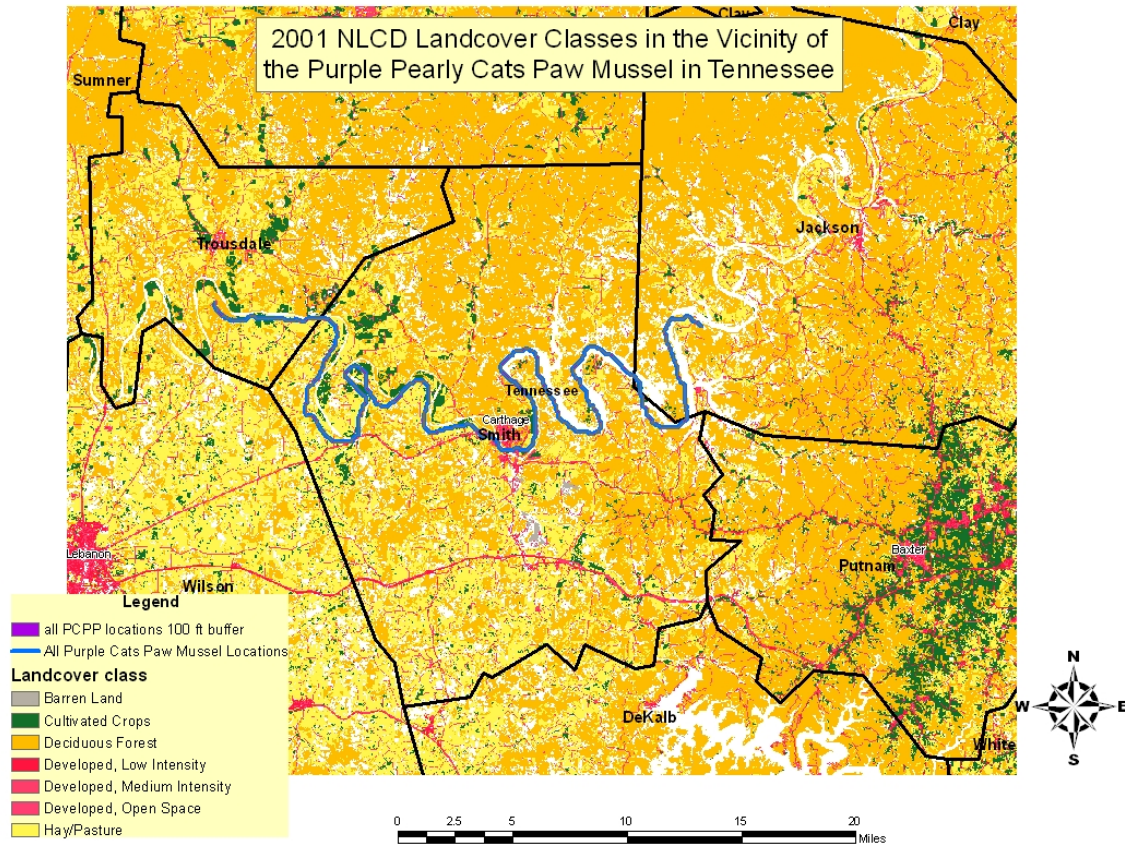 Clay
Clay
2001 NLCD Landcover Classes in the Vicinity of
the Purple Pearly Cats Paw Mussel in Tennessee
Sumner
Jackson
Trousdale
Tennessee
Carthage
Smith
Lebanon
Baxter
Putnam
Wilson
Legend
all PCPP locations 100 ft buffer
All Purple Cats Paw Mussel Locations
Landcover class
Barren Land
Cultivated Crops
Deciduous Forest
Developed, Low Intensity
Developed, Medium Intensity
Developed, Open Space
Hay/Pasture
DeKalb
White
N
W
E
S
0 2.5 5 10 15 20
Miles